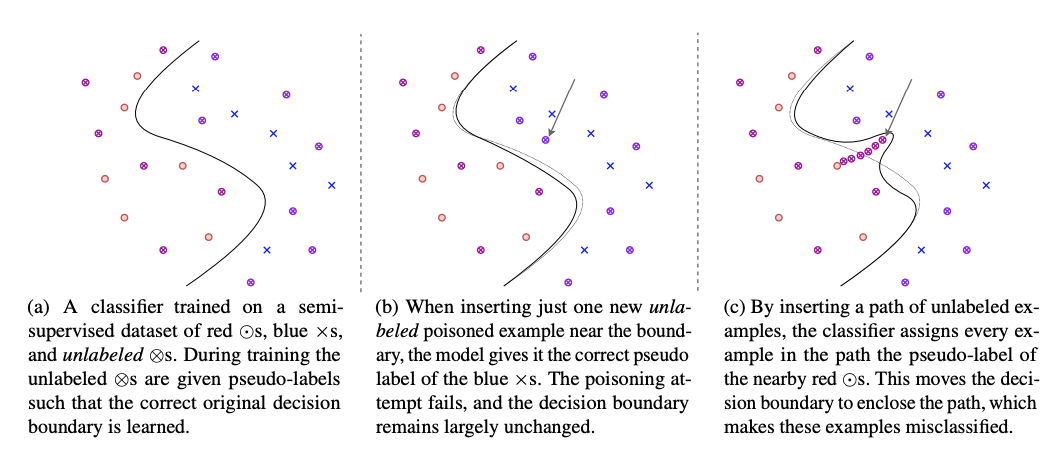 (a) A classifier trained on a semi-
supervised dataset of red ⊙s, blue ×s,
and unlabeled ⊗s. During training the
unlabeled ⊗s are given pseudo-labels
such that the correct original decision
boundary is learned.
(b) When inserting just one new unla-
beled poisoned example near the bound-
ary, the model gives it the correct pseudo
label of the blue ×s. The poisoning at-
tempt fails, and the decision boundary
remains largely unchanged.
(c) By inserting a path of unlabeled ex-
amples, the classifier assigns every ex-
ample in the path the pseudo-label of
the nearby red ⊙s. This moves the deci-
sion boundary to enclose the path, which
makes these examples misclassified.